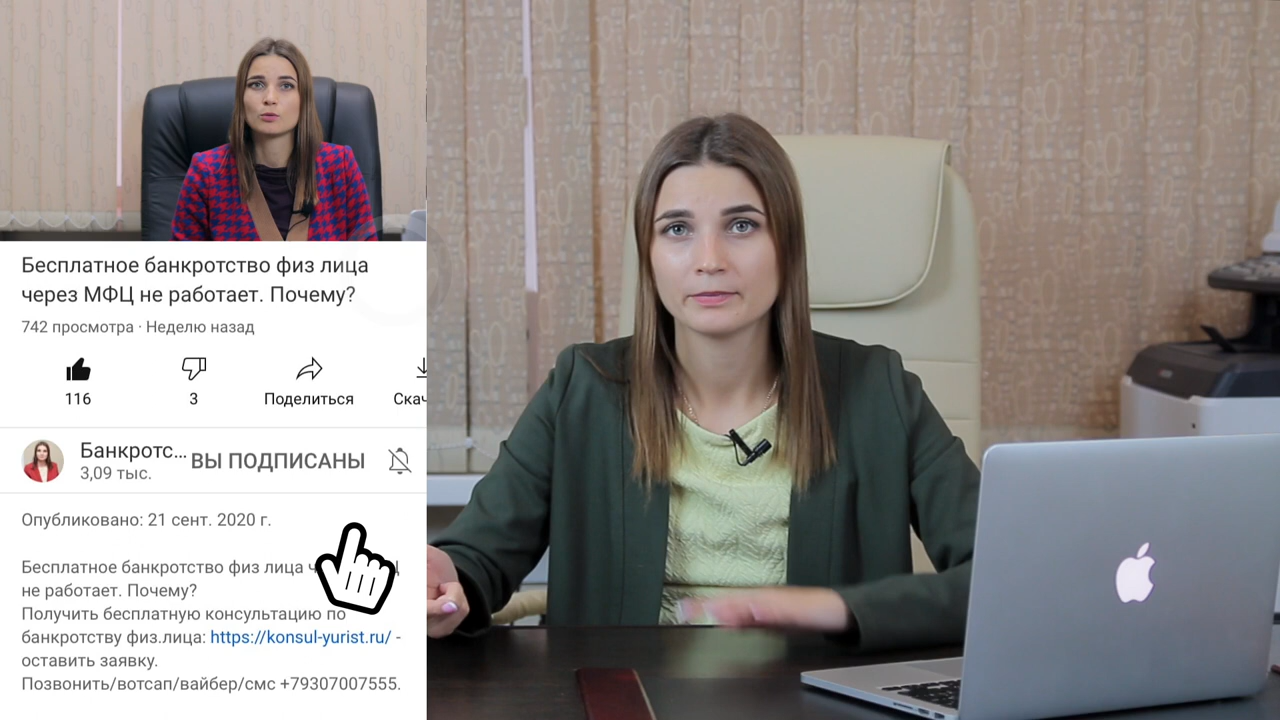 Бесплатное банкротство физ лица
через МФЦ не работает. Почему?
742 просмотра · Неделю назад
116
3
Поделиться
Банкротс...
ВЫ ПОДПИСАНЫ
3,09 тыс.
Опубликовано: 21 сент. 2020 г.
Бесплатное банкротство физ лица
не работает. Почему?
Получить бесплатную консультацию по
банкротству физ.лица: https://konsul-yurist.ru/ -
оставить заявку.
Позвонить/вотсап/вайбер/смс +79307007555.